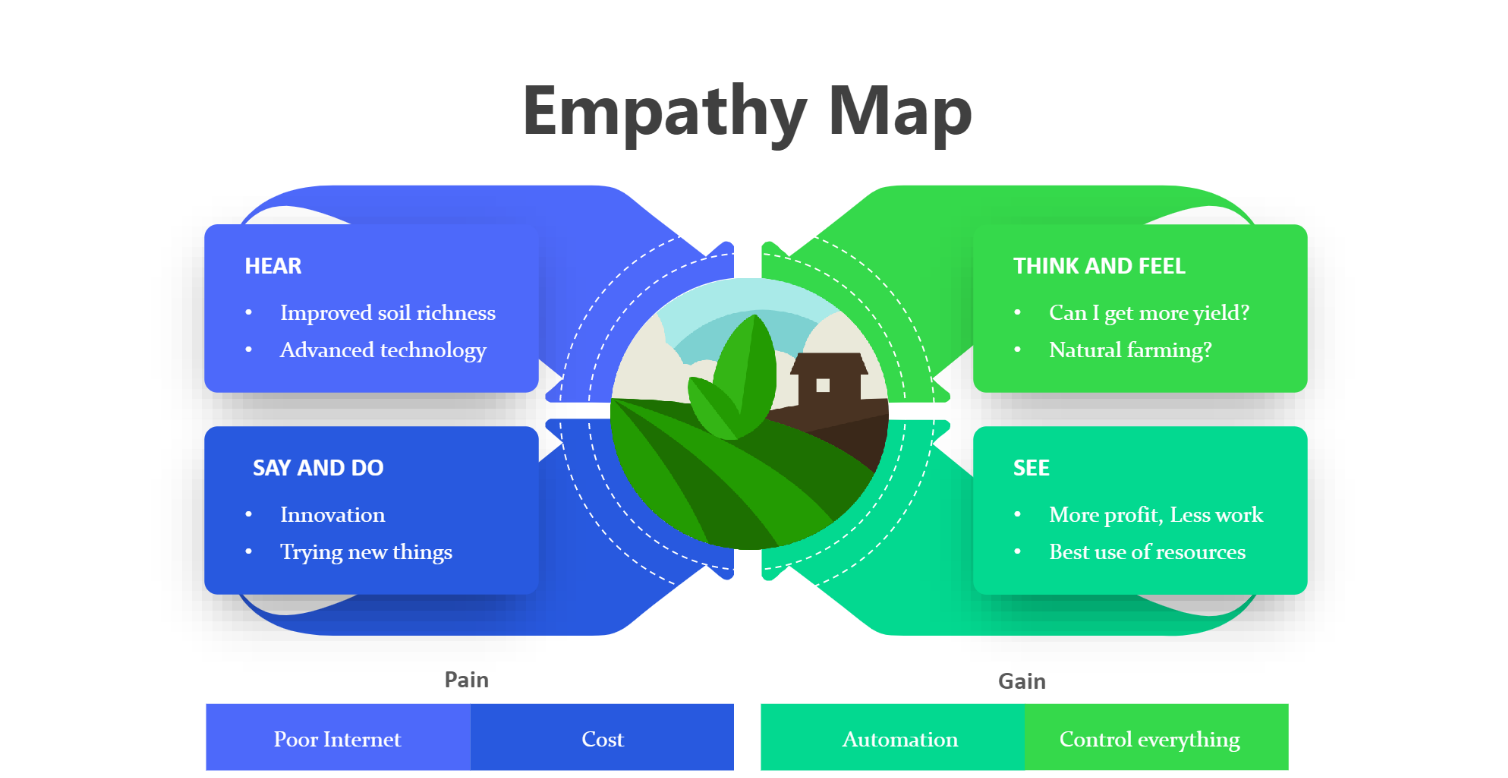 Empathy Map
HEAR
• Improved soil richness
• Advanced technology
THINK AND FEEL
• Can I get more yield?
• Natural farming?
SAY AND DO
• Innovation
• Trying new things
SEE
• More profit, Less work
• Best use of resources
Pain
Poor Internet
Cost
Gain
Automation
Control everything